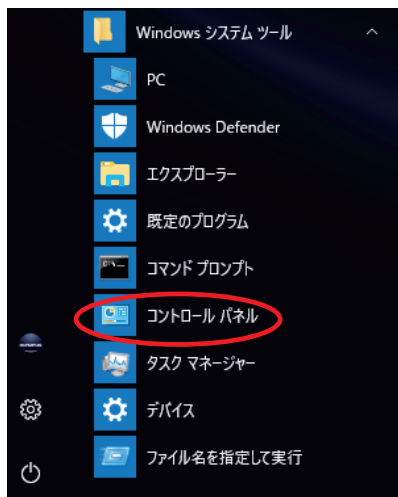 Windows システム ツール
PC
Windows Defender
エクスプローラー
既定のプログラム
コマンド プロンプト
コントロール パネル
タスク マネージャー
デバイス
ファイル名を指定して実行